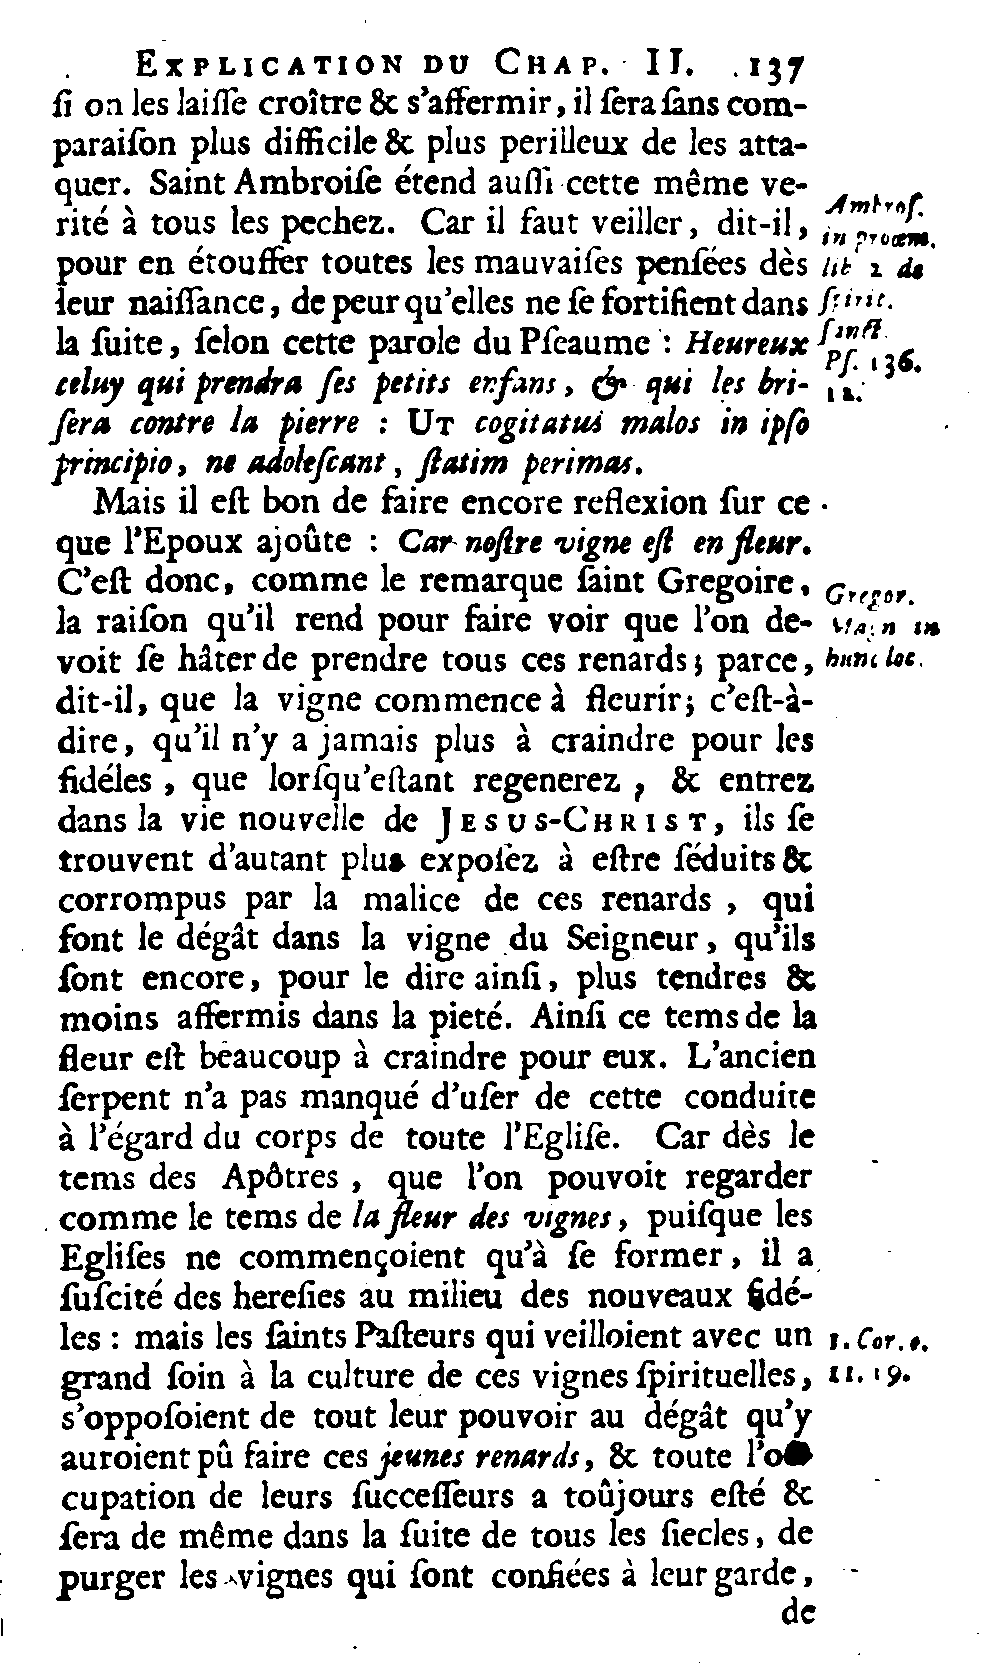 EXPLICATION DU CHAP. II. 137
ſi on les laiſſe croître & s'affermir, il ſera ſans com-
paraiſon plus difficile & plus perilleux de les atta-
quer. Saint Ambroiſe étend auſſi cette même ve-
rité à tous les pechez. Car il faut veiller, dit-il,
pour en étouffer toutes les mauvaiſes penſées dès
leur naiſſance, de peur qu'elles ne ſe fortifient dans
la ſuite, ſelon cette parole du Pſeaume : Heureux
celuy qui prendra ſes petits enfans, & qui les bri-
ſera contre la pierre : UT cogitatus malos in ipſo
principio, ne adoleſcant, ſtatim perimas.
Ambroſ.
in proœm.
lib 2 de
ſpirit.
ſanct.
Pſ. 136.
12.
Mais il eſt bon de faire encore reflexion ſur ce
que l'Epoux ajoûte : Car noſtre vigne eſt en fleur.
C'eſt donc, comme le remarque ſaint Gregoire,
la raiſon qu'il rend pour faire voir que l'on de-
voit ſe hâter de prendre tous ces renards; parce,
dit-il, que la vigne commence à fleurir; c'eſt-à-
dire, qu'il n'y a jamais plus à craindre pour les
fidéles, que lorſqu'eſtant regenerez, & entrez
dans la vie nouvelle de JESUS-CHRIST, ils ſe
trouvent d'autant plus expoſez à eſtre ſéduits &
corrompus par la malice de ces renards, qui
font le dégât dans la vigne du Seigneur, qu'ils
ſont encore, pour le dire ainſi, plus tendres &
moins affermis dans la pieté. Ainſi ce tems de la
fleur eſt beaucoup à craindre pour eux. L'ancien
ſerpent n'a pas manqué d'uſer de cette conduite
à l'égard du corps de toute l'Egliſe. Car dès le
tems des Apôtres, que l'on pouvoit regarder
comme le tems de la fleur des vignes, puiſque les
Egliſes ne commençoient qu'à ſe former, il a
ſuſcité des hereſies au milieu des nouveaux fidé-
les : mais les ſaints Paſteurs qui veilloient avec un
grand ſoin à la culture de ces vignes ſpirituelles,
s'oppoſoient de tout leur pouvoir au dégât qu'y
auroient pû faire ces jeunes renards, & toute l'oc
cupation de leurs ſucceſſeurs a toûjours eſté &
ſera de même dans la ſuite de tous les ſiecles, de
purger les vignes qui ſont confiées à leur garde,
Gregor.
Magn in
hunc loc.
1. Cor. c.
11. 19.
de